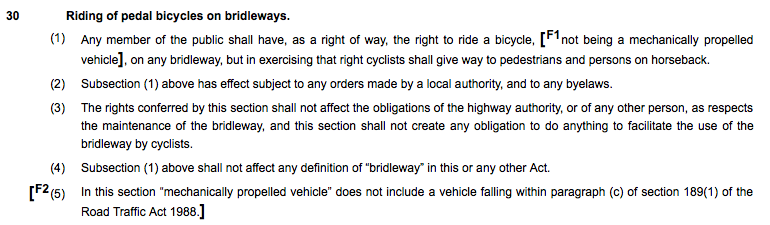 30 Riding of pedal bicycles on bridleways.
(1) Any member of the public shall have, as a right of way, the right to ride a bicycle, [F1not being a mechanically propelled
vehicle], on any bridleway, but in exercising that right cyclists shall give way to pedestrians and persons on horseback.
(2) Subsection (1) above has effect subject to any orders made by a local authority, and to any byelaws.
(3) The rights conferred by this section shall not affect the obligations of the highway authority, or of any other person, as respects
the maintenance of the bridleway, and this section shall not create any obligation to do anything to facilitate the use of the
bridleway by cyclists.
(4) Subsection (1) above shall not affect any definition of “bridleway” in this or any other Act.
[F2(5) In this section “mechanically propelled vehicle” does not include a vehicle falling within paragraph (c) of section 189(1) of the
Road Traffic Act 1988.]